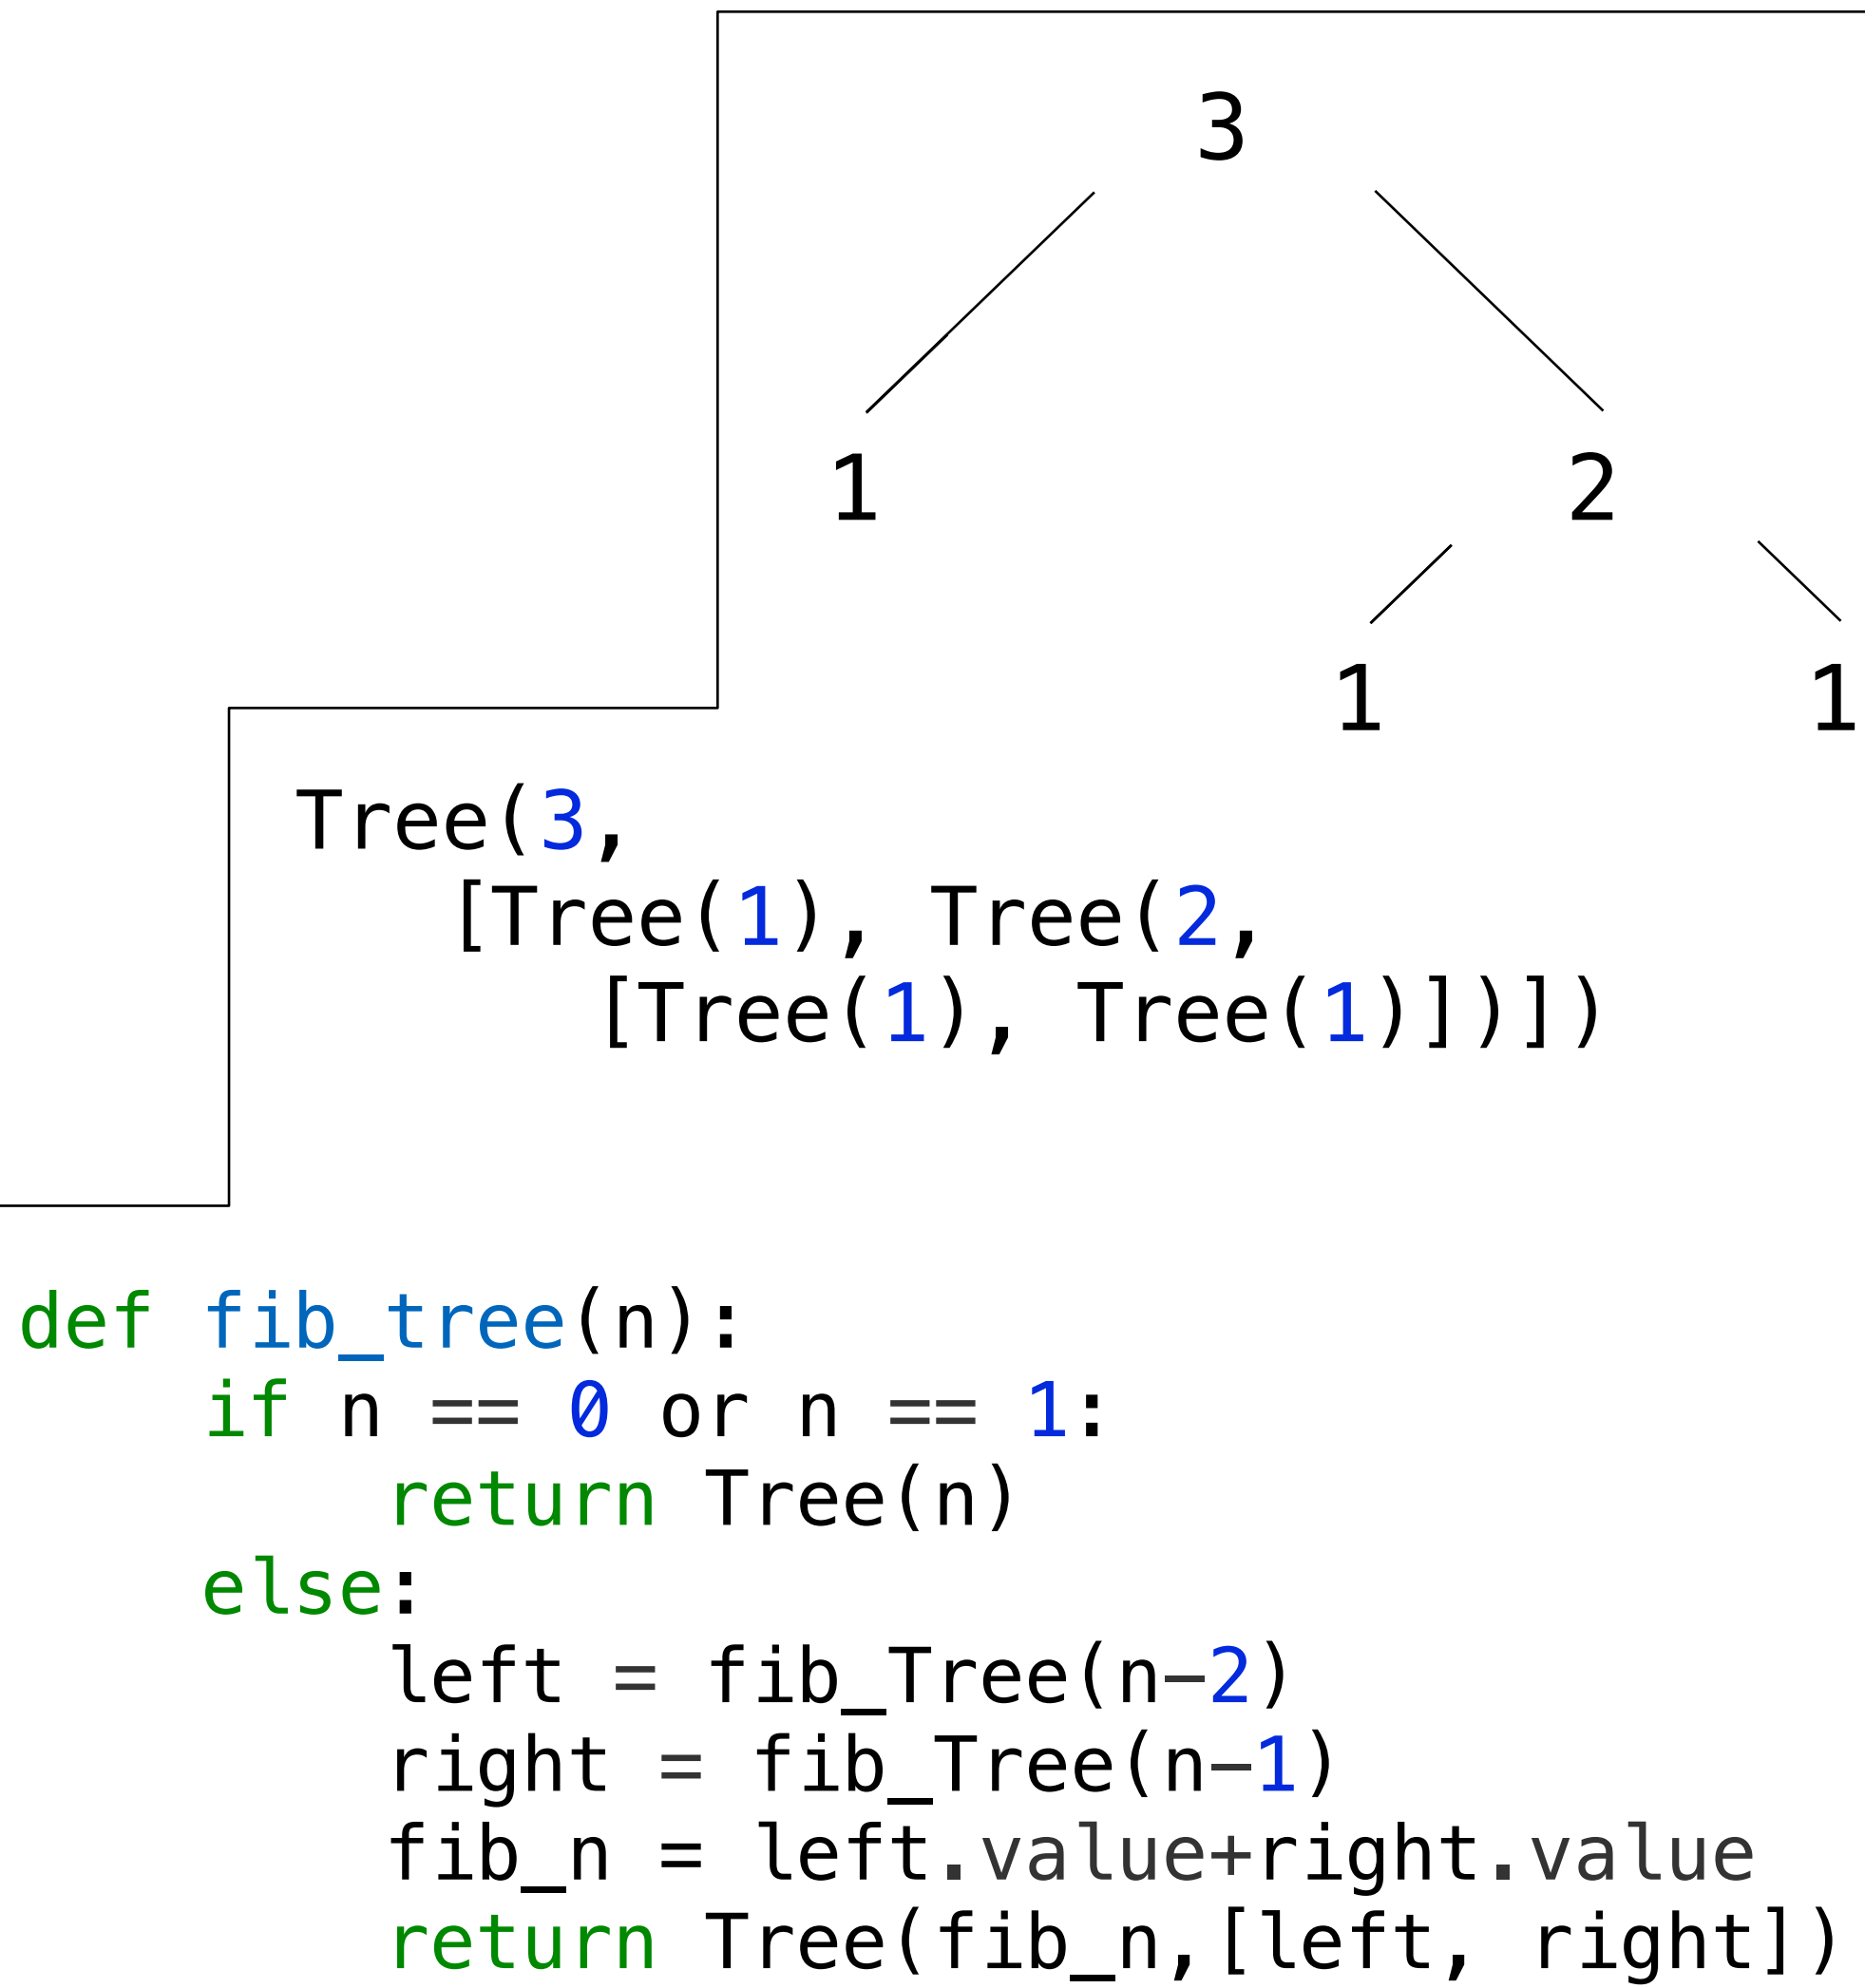 3
1 2
1 1
Tree(3,
[Tree(1), Tree(2,
[Tree(1), Tree(1)])])
def fib_tree(n):
if n == 0 or n == 1:
return Tree(n)
else:
left = fib_Tree(n-2)
right = fib_Tree(n-1)
fib_n = left.value+right.value
return Tree(fib_n,[left, right])